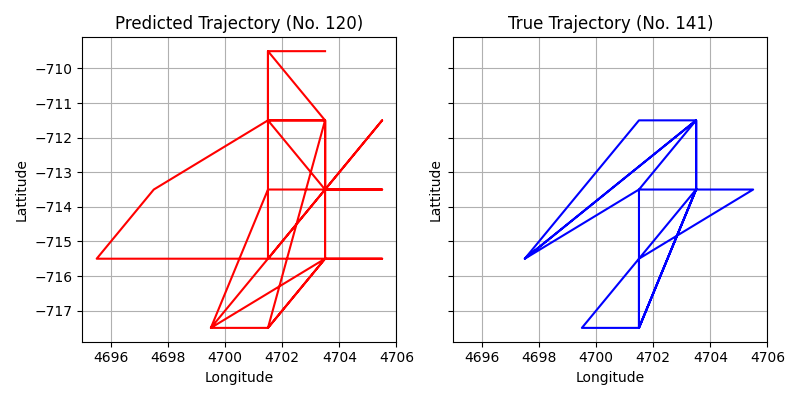 Predicted Trajectory (No. 120)
True Trajectory (No. 141)
−710
−711
−712
−713
−714
−715
−716
−717
Lattitude
Lattitude
4696 4698 4700 4702 4704 4706
4696 4698 4700 4702 4704 4706
Longitude
Longitude